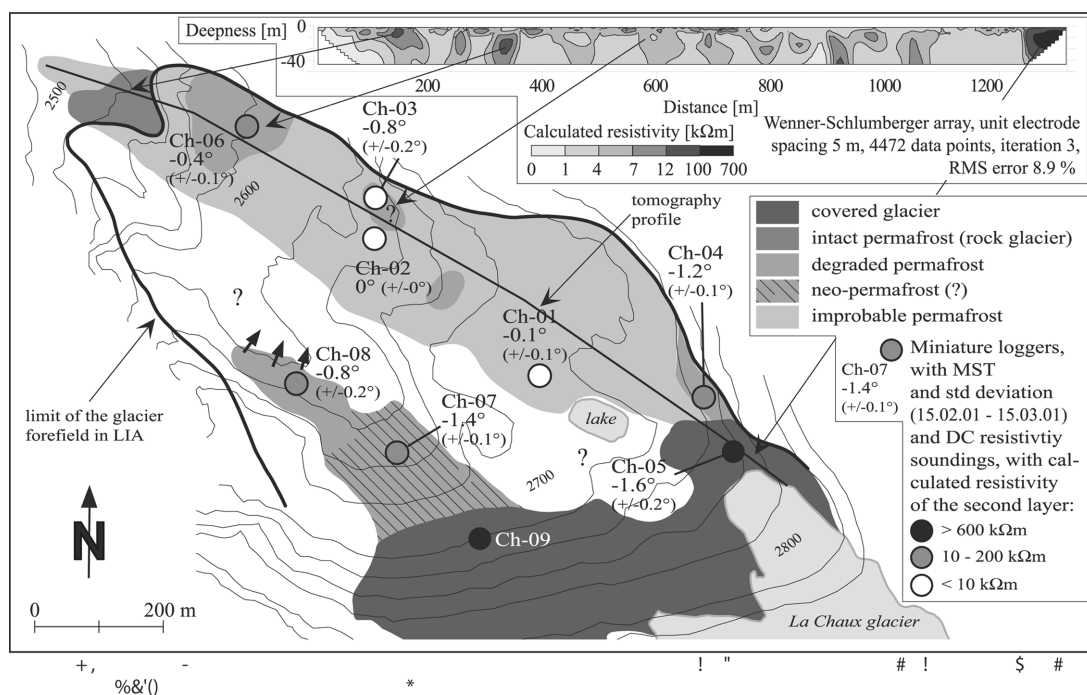 Deepness [m]
0
-40
200
400
600
800
1000
1200
Distance [m]
Calculated resistivity [kΩm]
0 1 4 7 12 100 700
Wenner-Schlumberger array, unit electrode
spacing 5 m, 4472 data points, iteration 3,
RMS error 8.9 %
2500
Ch-03
-0.8°
(+/-0.2°)
Ch-06
-0.4°
(+/-0.1°)
2600
?
tomography
profile
Ch-02
0° (+/-0°)
Ch-04
-1.2°
(+/-0.1°)
?
Ch-01
-0.1°
(+/-0.1°)
Ch-08
-0.8°
(+/-0.2°)
limit of the glacier
forefield in LIA
Ch-07
-1.4°
(+/-0.1°)
lake
?
2700
Ch-05
-1.6°
(+/-0.2°)
Ch-09
2800
La Chaux glacier
N
0 200 m
covered glacier
intact permafrost (rock glacier)
degraded permafrost
neo-permafrost (?)
improbable permafrost
Ch-07
-1.4°
(+/-0.1°)
Miniature loggers,
with MST
and std deviation
(15.02.01 - 15.03.01)
and DC resistivtiy
soundings, with cal-
culated resistivity
of the second layer:
> 600 kΩm
10 - 200 kΩm
< 10 kΩm
+, - ! " # ! $ #
%&'() *